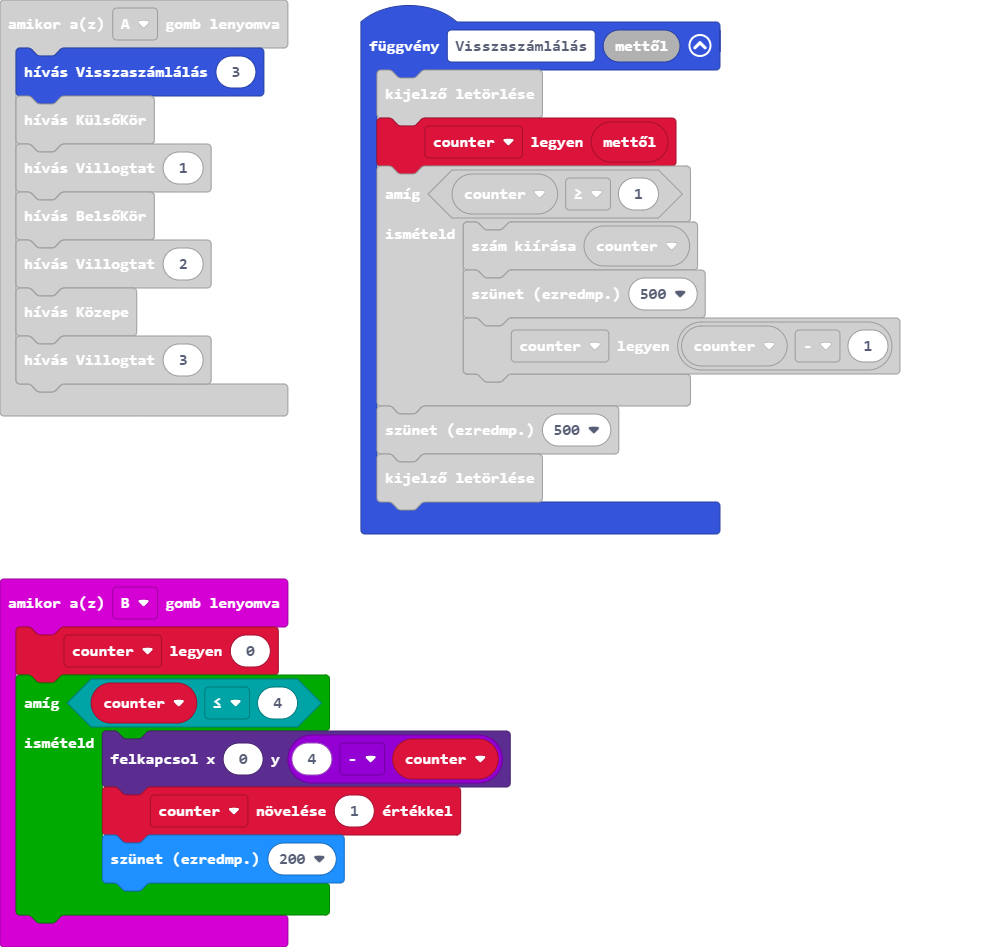 amikor a(z) A gomb lenyomva
hívás Visszaszámlálás 3
hívás KülsőKör
hívás Villogtat 1
hívás BelsőKör
hívás Villogtat 2
hívás Közepe
hívás Villogtat 3
függvény Visszaszámlálás mettől
kijelző letörlése
counter legyen mettől
amíg counter ≥ 1
ismételd
szám kiírása counter
szünet (ezredmp.) 500
counter legyen counter - 1
szünet (ezredmp.) 500
kijelző letörlése
amikor a(z) B gomb lenyomva
counter legyen 0
amíg counter ≤ 4
ismételd
felkapcsol x 0 y 4 - counter
counter növelése 1 értékkel
szünet (ezredmp.) 200